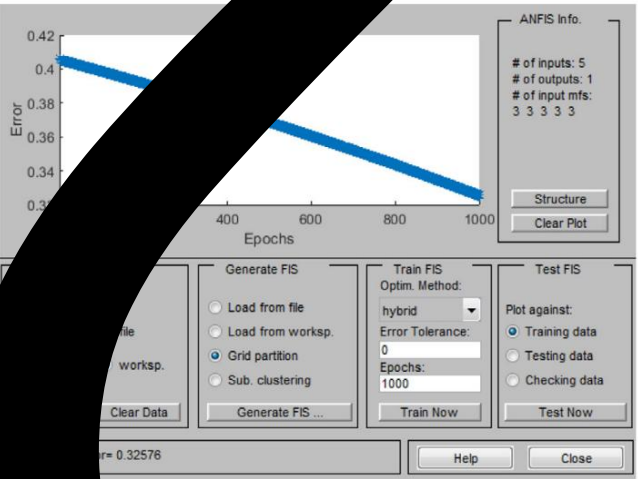 0.42
0.4
0.38
0.36
0.34
Error
400 600 800 1000
Epochs
ANFIS Info.
# of inputs: 5
# of outputs: 1
# of input mfs:
3 3 3 3 3
Structure
Clear Plot
worksp.
Clear Data
Generate FIS
Load from file
Load from worksp.
Grid partition
Sub. clustering
Generate FIS ...
Train FIS
Optim. Method:
hybrid
Error Tolerance:
0
Epochs:
1000
Train Now
Test FIS
Plot against:
Training data
Testing data
Checking data
Test Now
= 0.32576
Help
Close